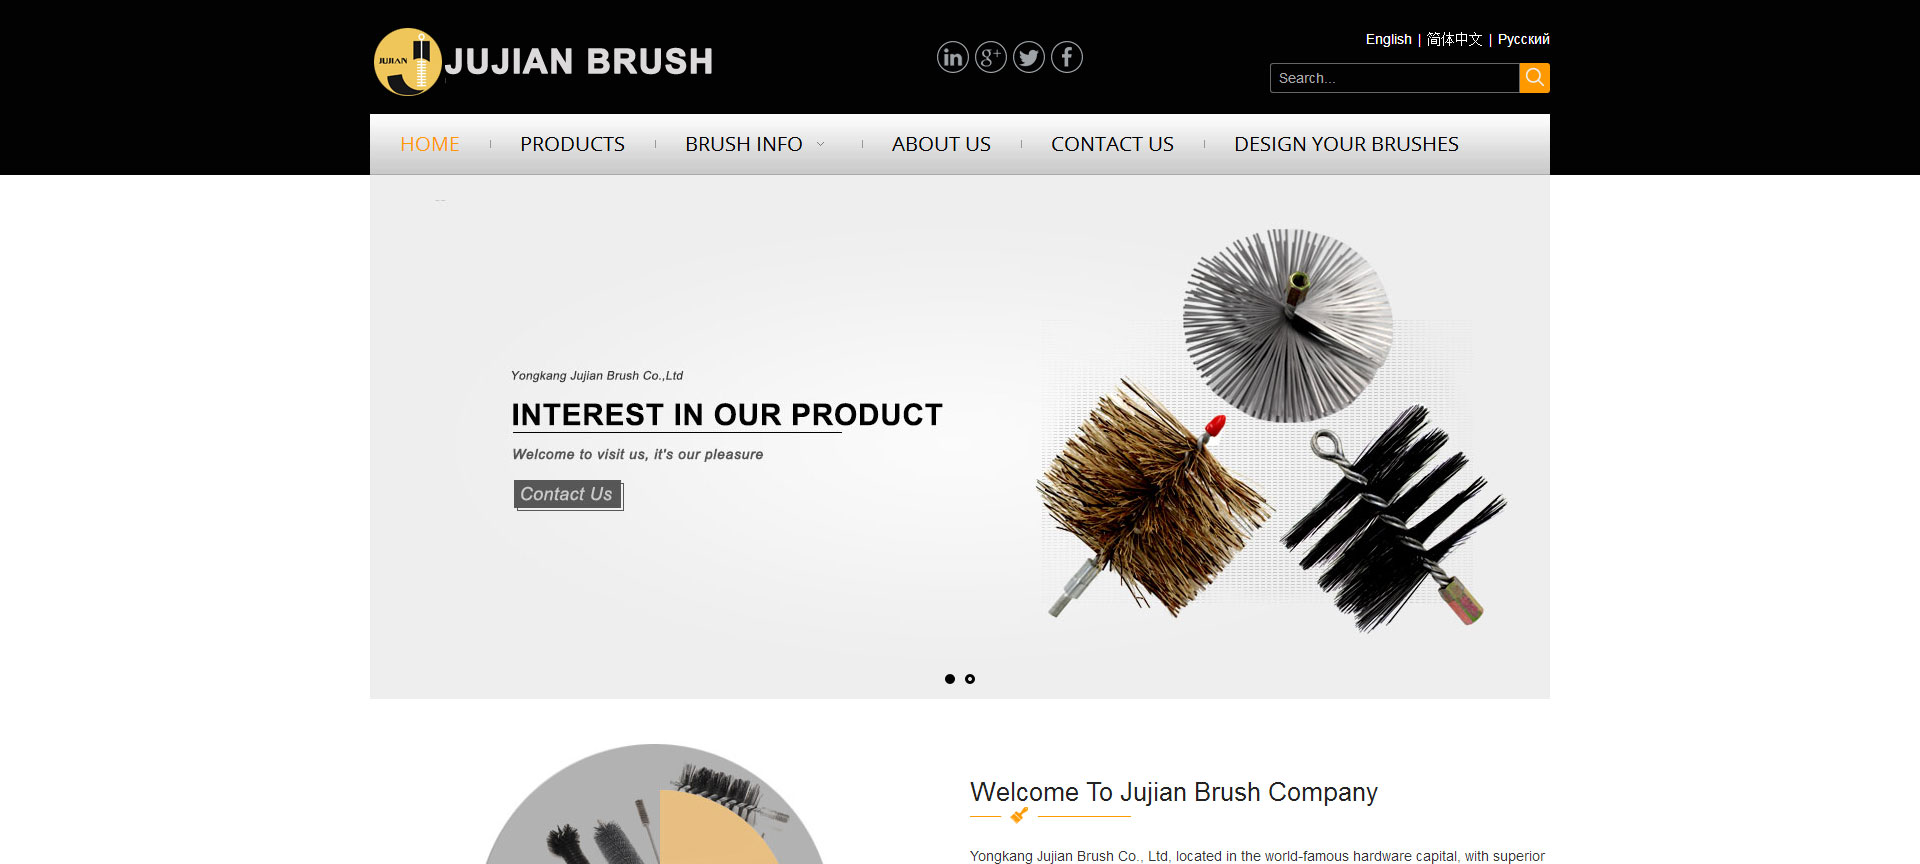 JUJIAN
JUJIAN BRUSH
English | 简体中文 | Русский
Search...
HOME
PRODUCTS
BRUSH INFO
ABOUT US
CONTACT US
DESIGN YOUR BRUSHES
Yongkang Jujian Brush Co.,Ltd
INTEREST IN OUR PRODUCT
Welcome to visit us, it's our pleasure
Contact Us
Welcome To Jujian Brush Company
Yongkang Jujian Brush Co., Ltd, located in the world-famous hardware capital, with superior